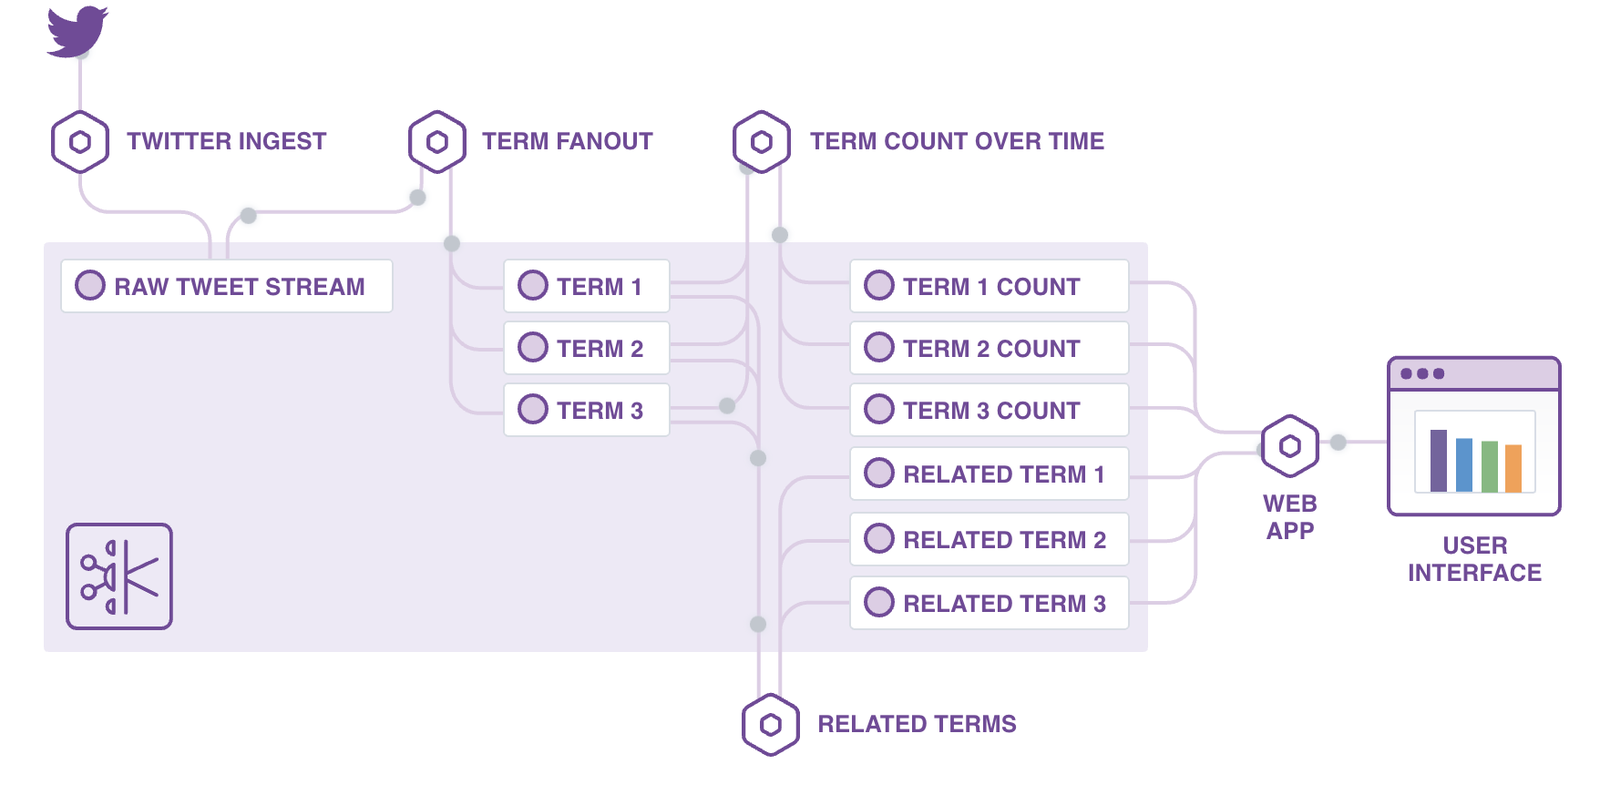 TWITTER INGEST
TERM FANOUT
TERM COUNT OVER TIME
RAW TWEET STREAM
TERM 1
TERM 2
TERM 3
TERM 1 COUNT
TERM 2 COUNT
TERM 3 COUNT
RELATED TERM 1
RELATED TERM 2
RELATED TERM 3
WEB
APP
USER
INTERFACE
RELATED TERMS